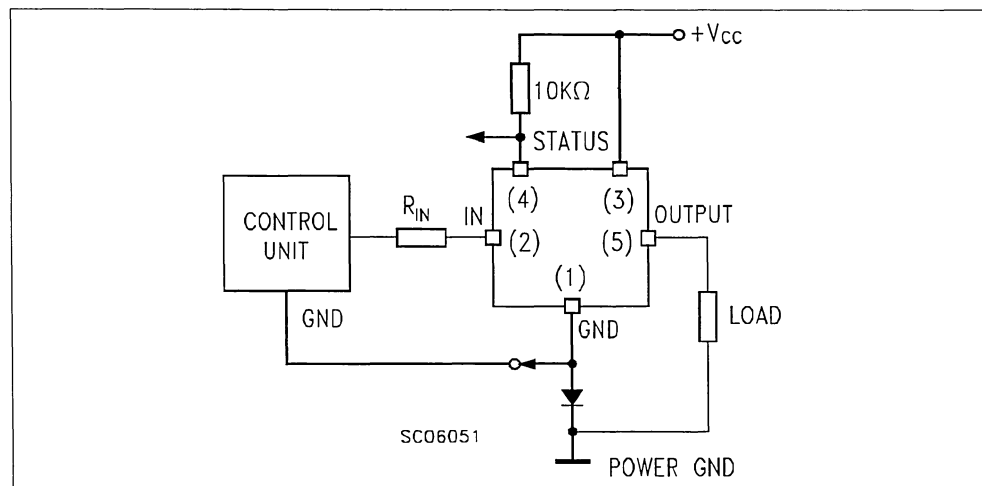 +Vcc
10KΩ
STATUS
(4)
(3)
CONTROL
UNIT
RIN
IN
(2)
(5)
OUTPUT
(1)
GND
GND
LOAD
SC06051
POWER GND